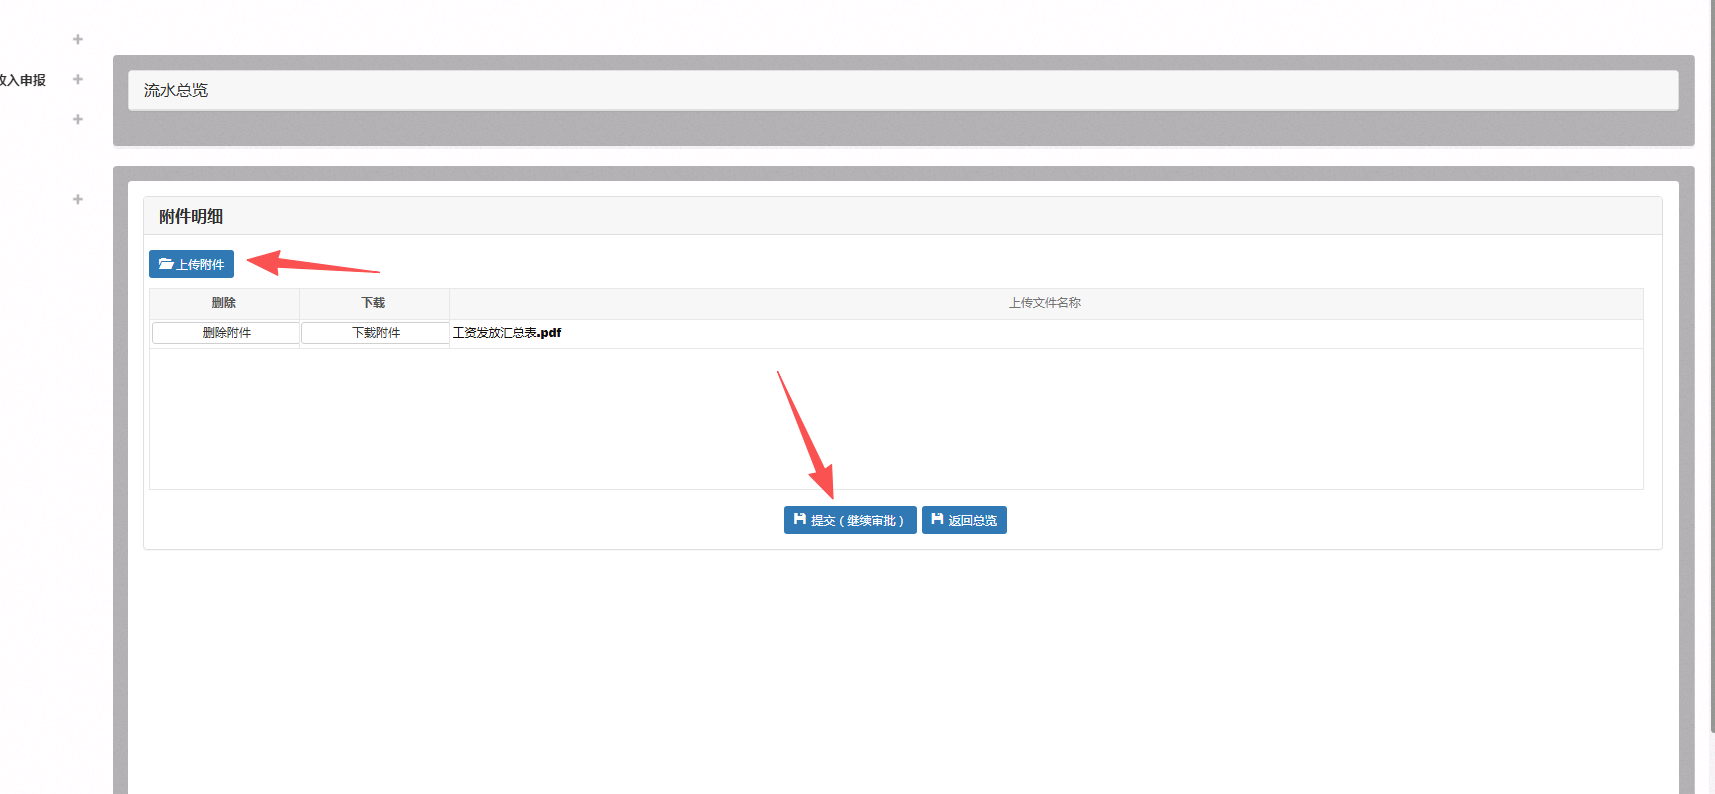 入申报
流水总览
附件明细
上传附件
删除 下载 上传文件名称
删除附件 下载附件 工资发放汇总表.pdf
提交（继续审批） 返回总览